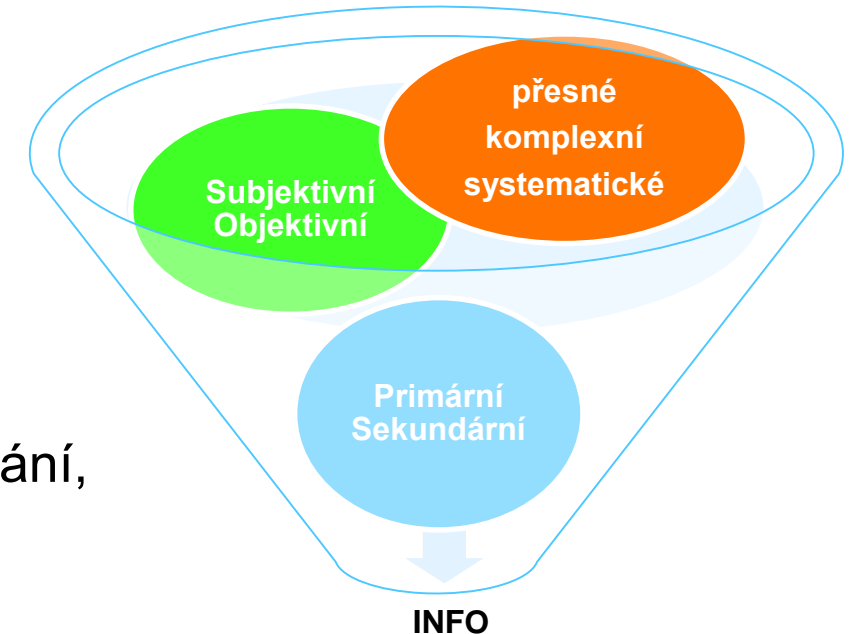 přesné
komplexní
systematické
Subjektivní
Objektivní
Primární
Sekundární
ání,
INFO